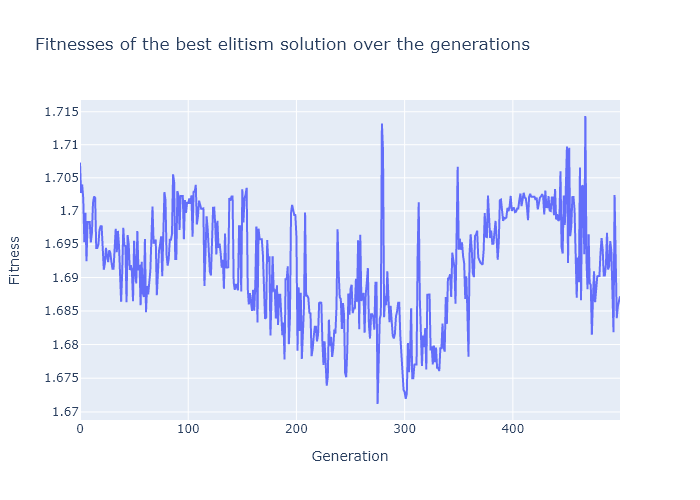 Fitnesses of the best elitism solution over the generations
1.715
1.71
1.705
1.7
1.695
1.69
1.685
1.68
1.675
1.67
Fitness
0 100 200 300 400
Generation